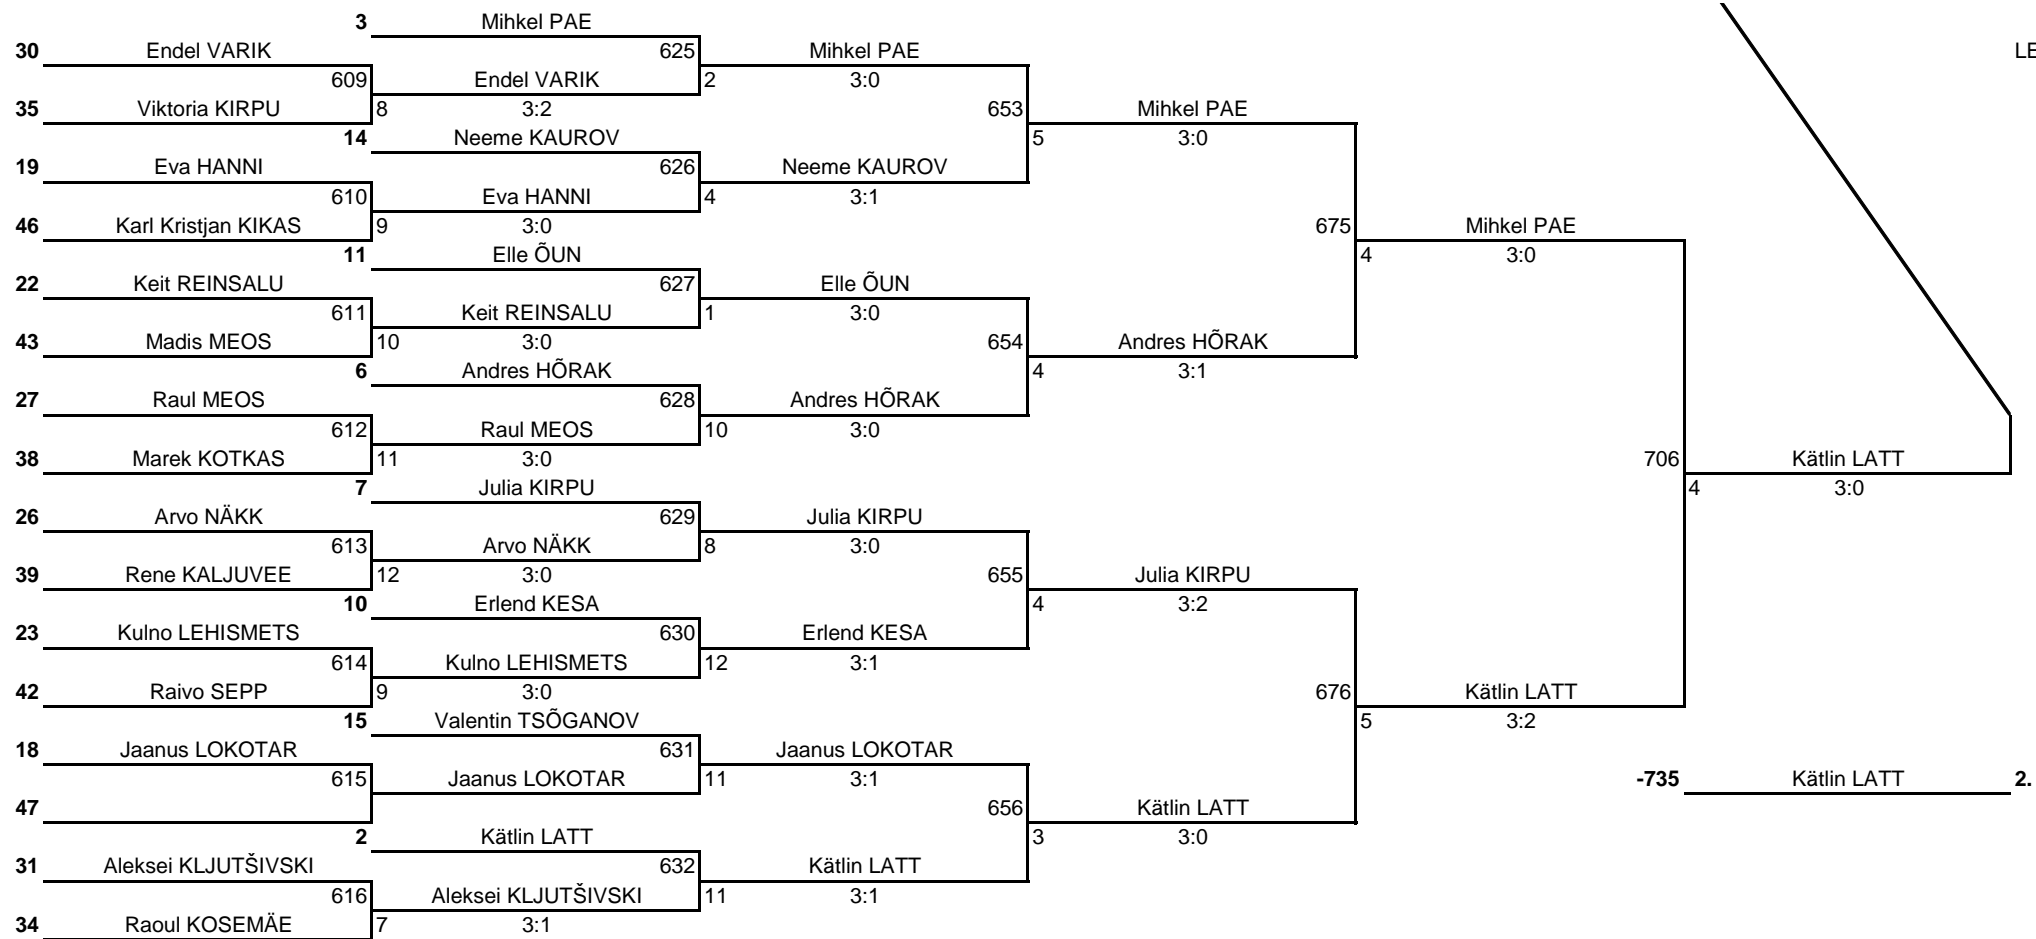 3 Mihkel PAE
30 Endel VARIK 625 Mihkel PAE LE
609 Endel VARIK 2 3:0
35 Viktoria KIRPU 8 3:2 653 Mihkel PAE
14 Neeme KAUROV 5 3:0
19 Eva HANNI 626 Neeme KAUROV
610 Eva HANNI 4 3:1
46 Karl Kristjan KIKAS 9 3:0 675 Mihkel PAE
11 Elle ÕUN 4 3:0
22 Keit REINSALU 627 Elle ÕUN
611 Keit REINSALU 1 3:0
43 Madis MEOS 10 3:0 654 Andres HÕRAK
6 Andres HÕRAK 4 3:1
27 Raul MEOS 628 Andres HÕRAK
612 Raul MEOS 10 3:0
38 Marek KOTKAS 11 3:0 706 Kätlin LATT
7 Julia KIRPU 4 3:0
26 Arvo NÄKK 629 Julia KIRPU
613 Arvo NÄKK 8 3:0
39 Rene KALJUVEE 12 3:0 655 Julia KIRPU
10 Erlend KESA 4 3:2
23 Kulno LEHISMETS 630 Erlend KESA
614 Kulno LEHISMETS 12 3:1
42 Raivo SEPP 9 3:0 676 Kätlin LATT
15 Valentin TSÕGANOV 5 3:2
18 Jaanus LOKOTAR 631 Jaanus LOKOTAR
615 Jaanus LOKOTAR 11 3:1 -735 Kätlin LATT 2.
47 656 Kätlin LATT
2 Kätlin LATT 3 3:0
31 Aleksei KLJUTŠIVSKI 632 Kätlin LATT
616 Aleksei KLJUTŠIVSKI 11 3:1
34 Raoul KOSEMÄE 7 3:1